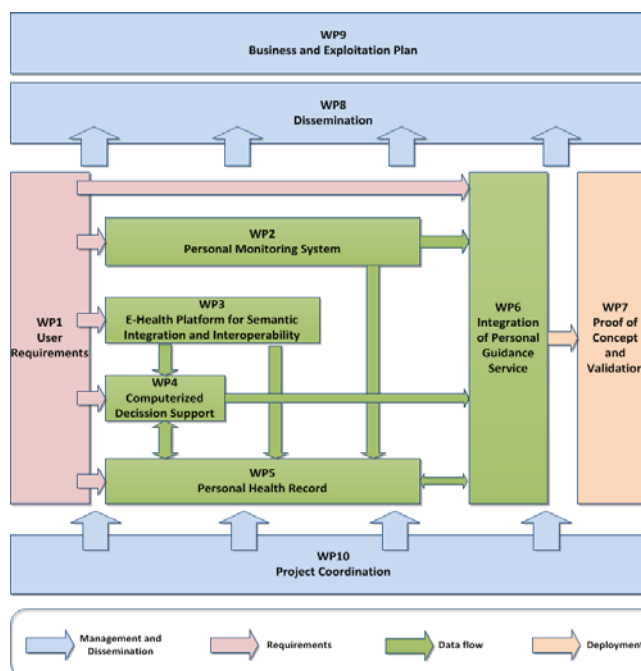 WP9
Business and Exploitation Plan
WP8
Dissemination
WP2
Personal Monitoring System
WP3
E-Health Platform for Semantic
Integration and Interoperability
WP1
User
Requirements
WP4
Computerized
Decission Support
WP5
Personal Health Record
WP6
Integration
of Personal
Guidance
Service
WP7
Proof of
Concept
and
Validation
WP10
Project Coordination
Management and
Dissemination
Requirements
Data flow
Deployment